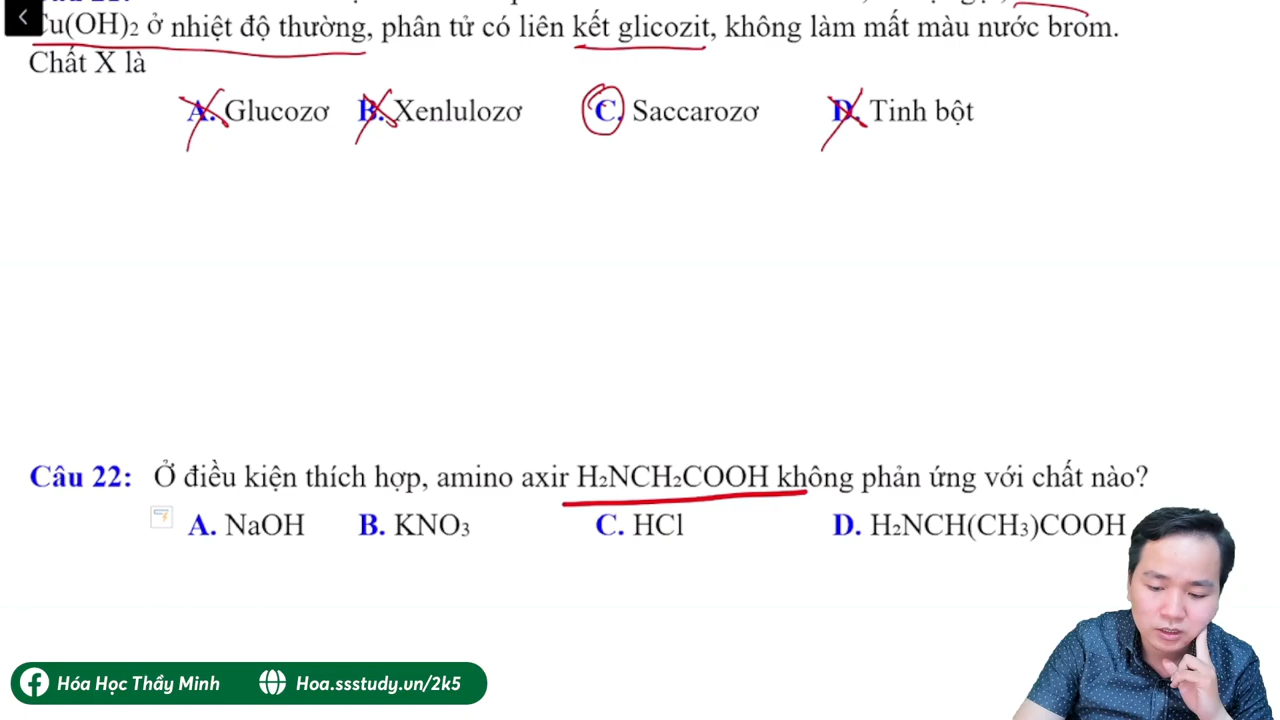 Cu(OH)₂ ở nhiệt độ thường, phân tử có liên kết glicozit, không làm mất màu nước brom.
Chất X là
A. Glucozơ B. Xenlulozơ C. Saccarozơ D. Tinh bột
Câu 22: Ở điều kiện thích hợp, amino axir H₂NCH₂COOH không phản ứng với chất nào?
A. NaOH B. KNO₃ C. HCl D. H₂NCH(CH₃)COOH
Hóa Học Thầy Minh Hoa.ssstudy.vn/2k5